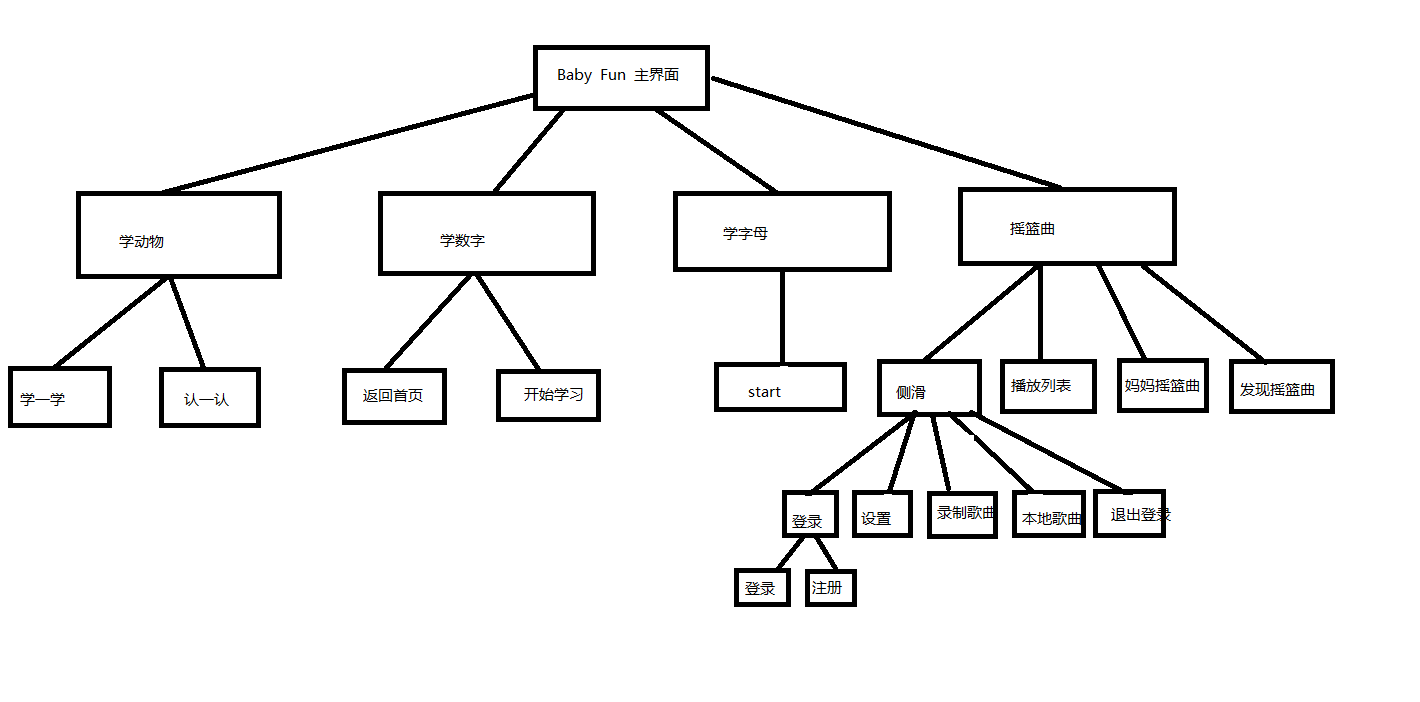 Baby Fun 主界面
学动物
学数字
学字母
摇篮曲
学一学
认一认
返回首页
开始学习
start
侧滑
播放列表
妈妈摇篮曲
发现摇篮曲
登录
设置
录制歌曲
本地歌曲
退出登录
登录
注册